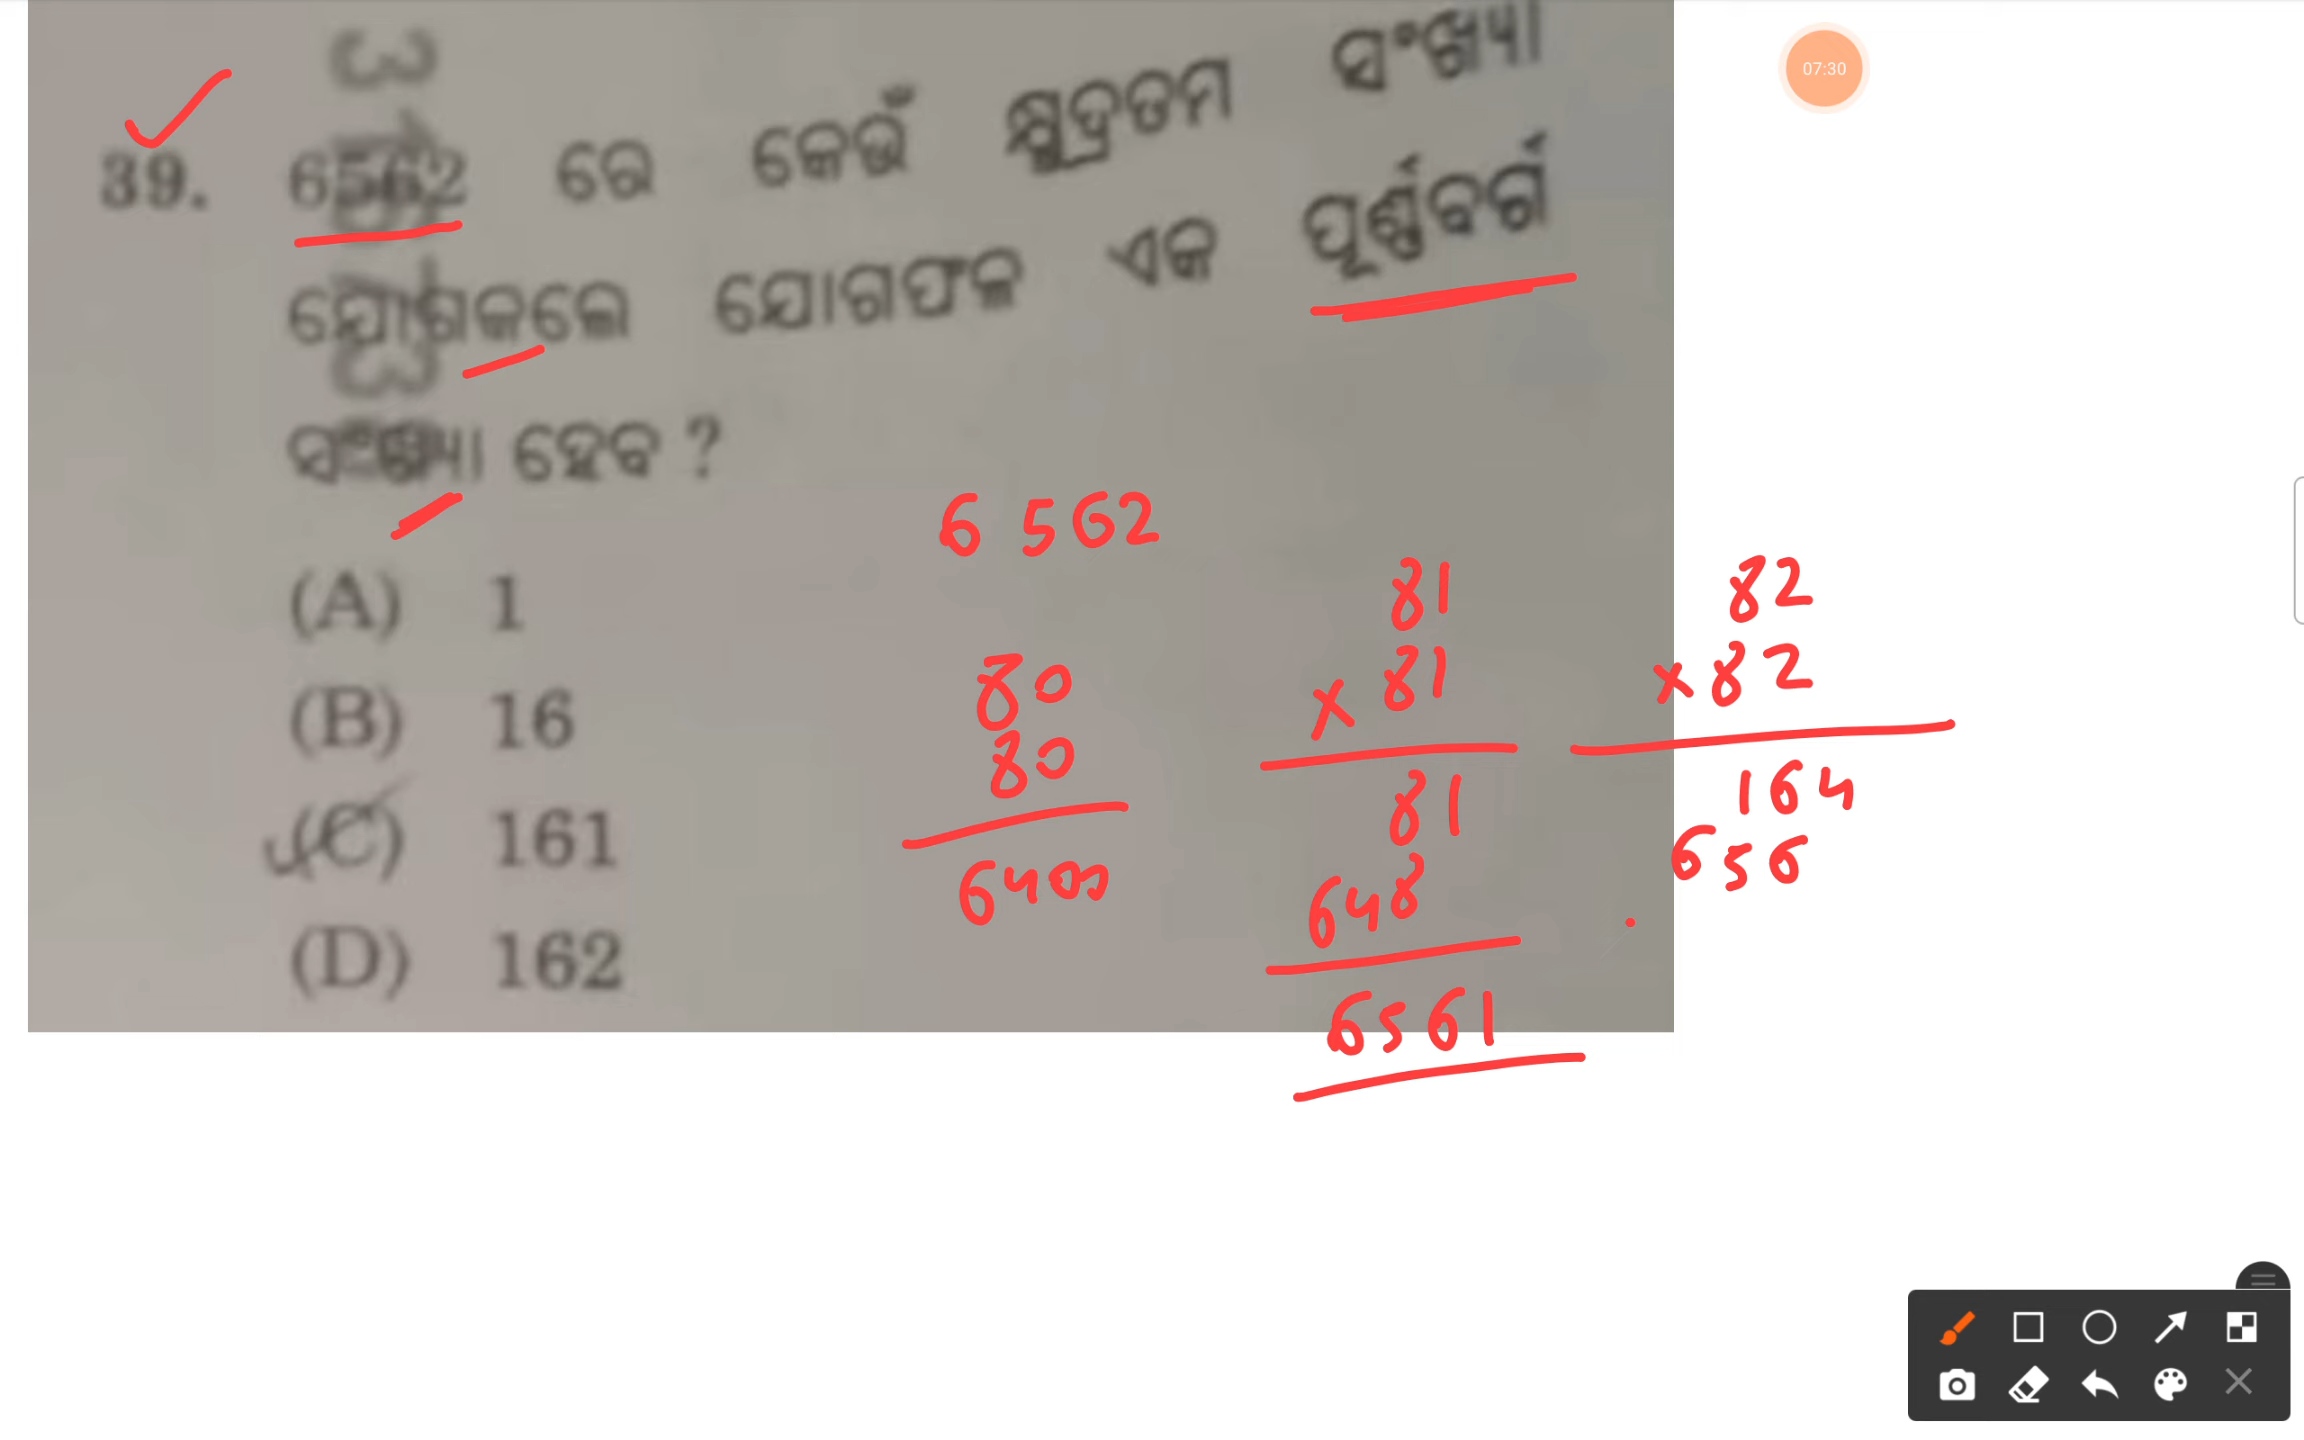 07:30
39. 6562 ରେ କେଉଁ କ୍ଷୁଦ୍ରତମ ସଂଖ୍ୟା
ଯୋଗକଲେ ଯୋଗଫଳ ଏକ ପୂର୍ଣ୍ଣବର୍ଗ
ସଂଖ୍ୟା ହେବ ?
(A) 1
(B) 16
(C) 161
(D) 162
6562
80
80
6400
81
x 81
81
648
6561
82
x 82
164
656